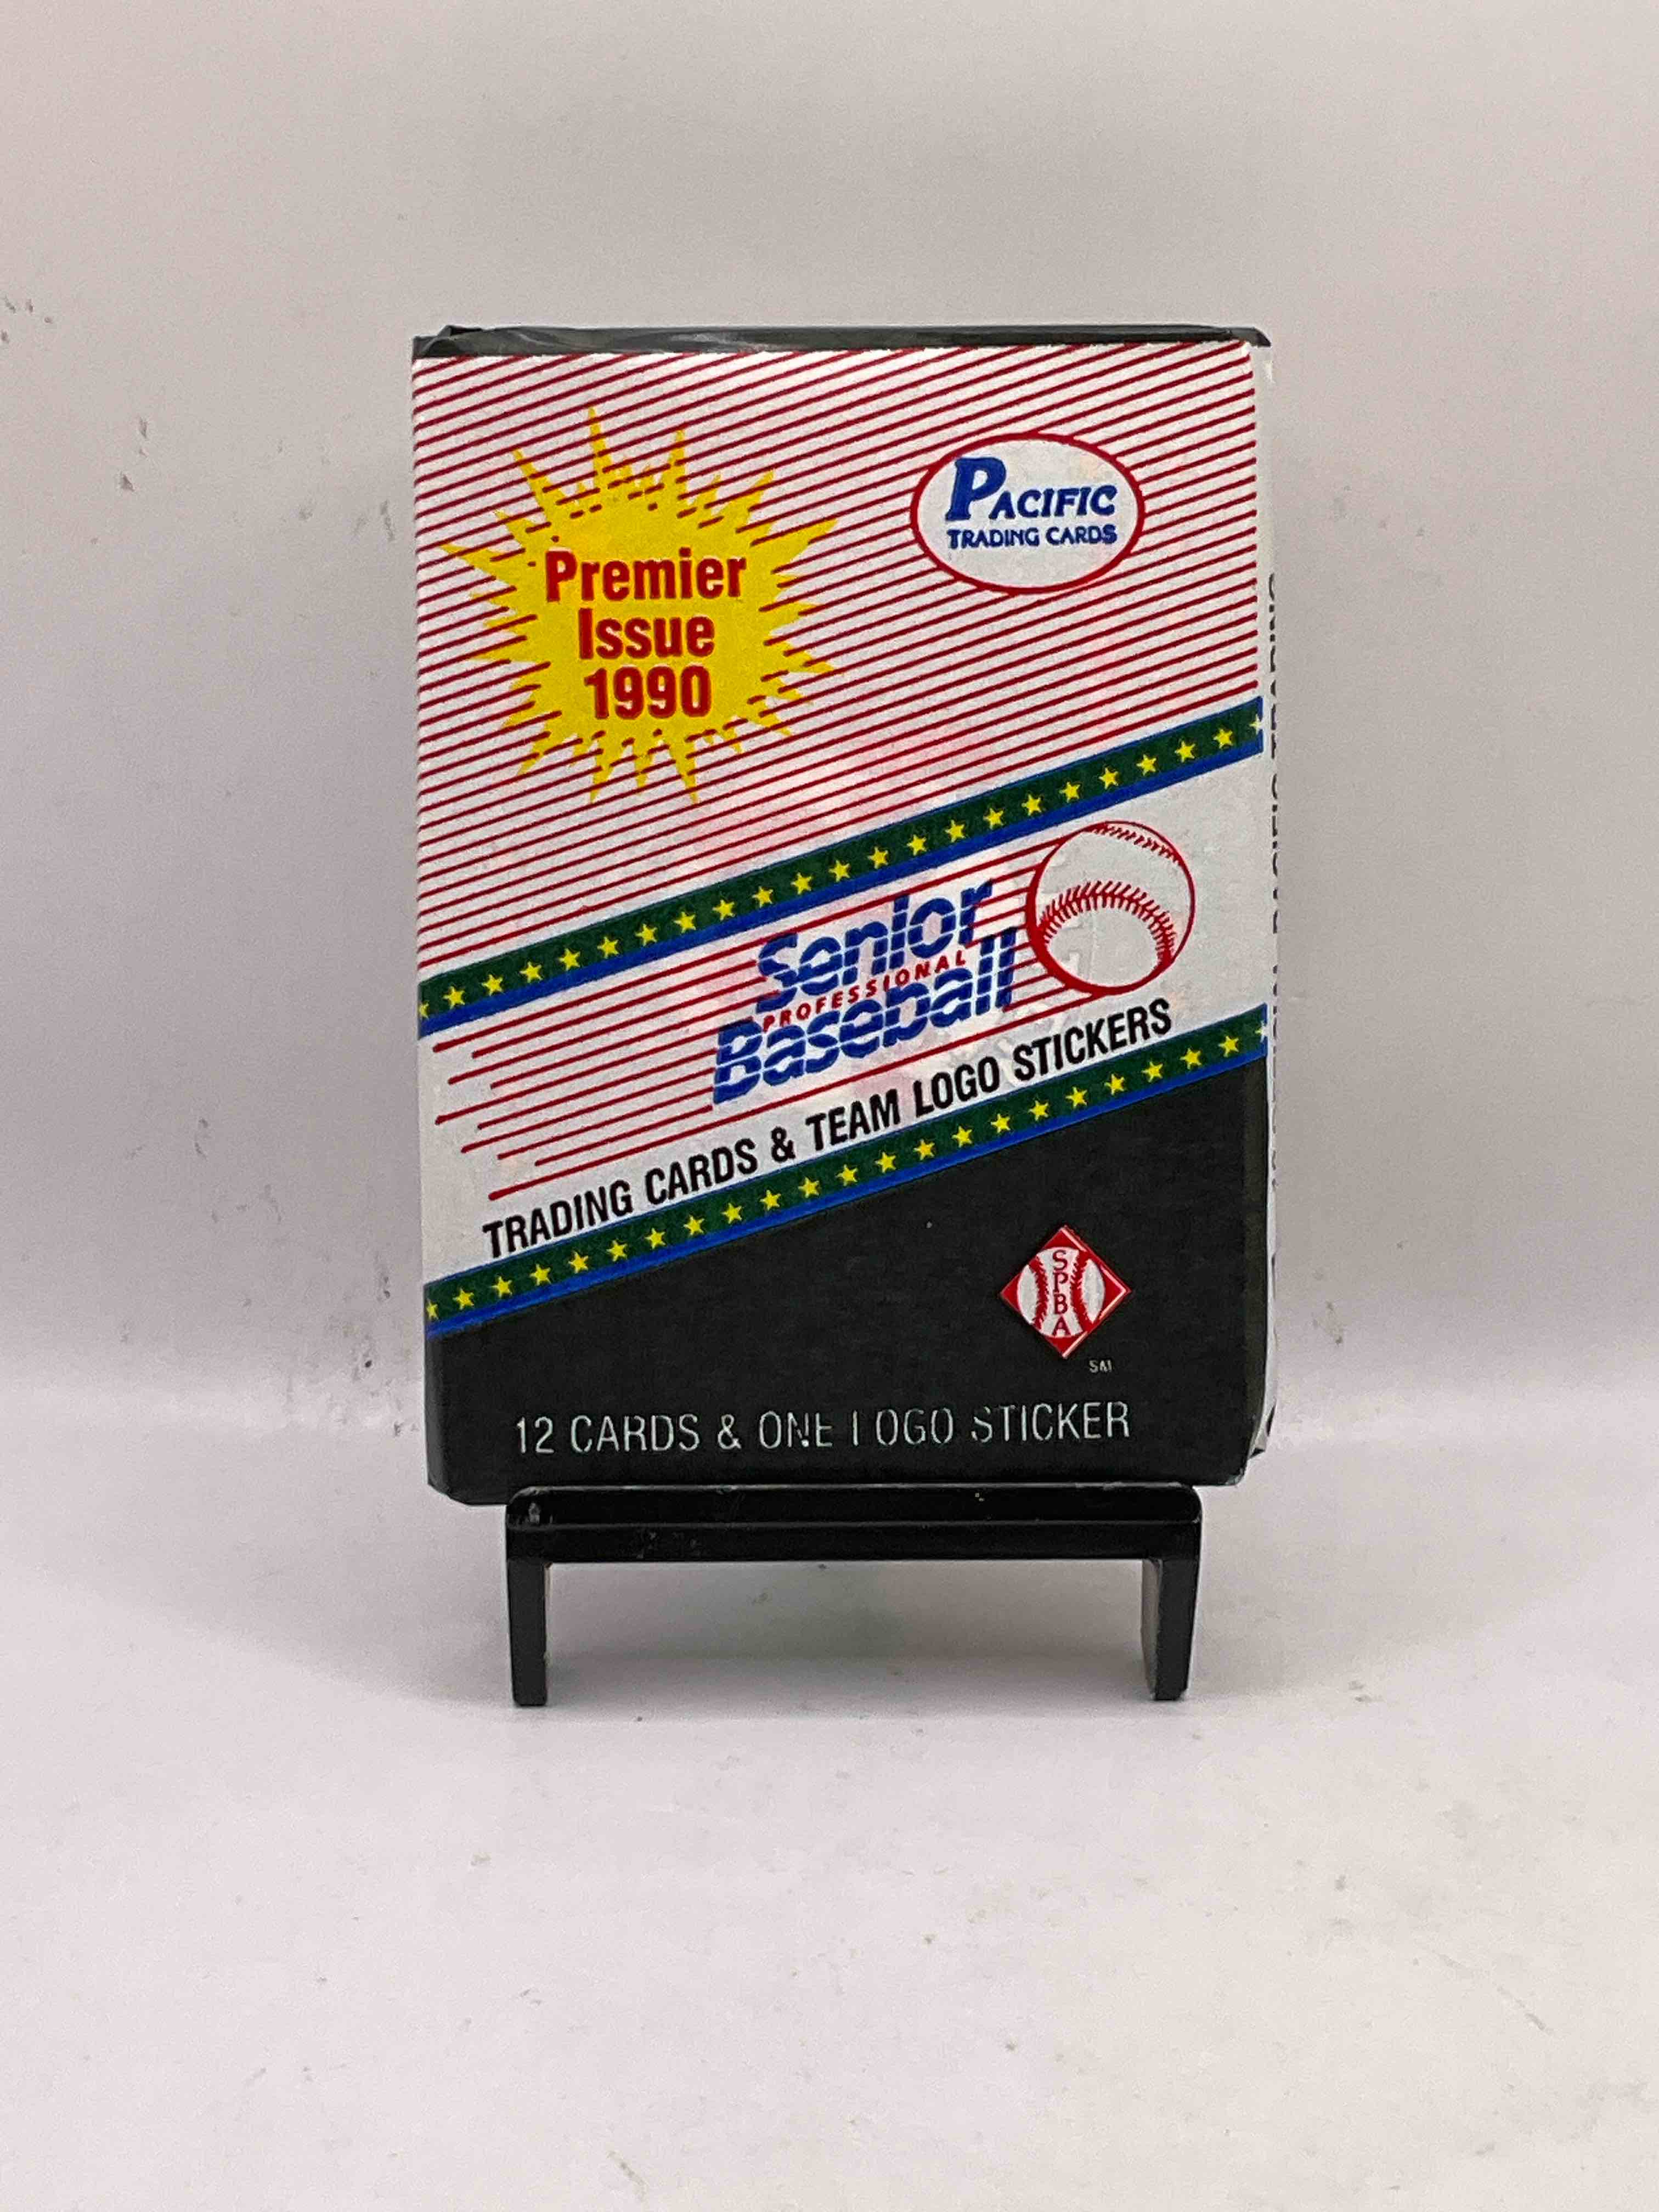 Premier
Issue
1990
PACIFIC
TRADING CARDS
Senior
PROFESSIONAL
Baseball
TRADING CARDS & TEAM LOGO STICKERS
SPBA
12 CARDS & ONE LOGO STICKER